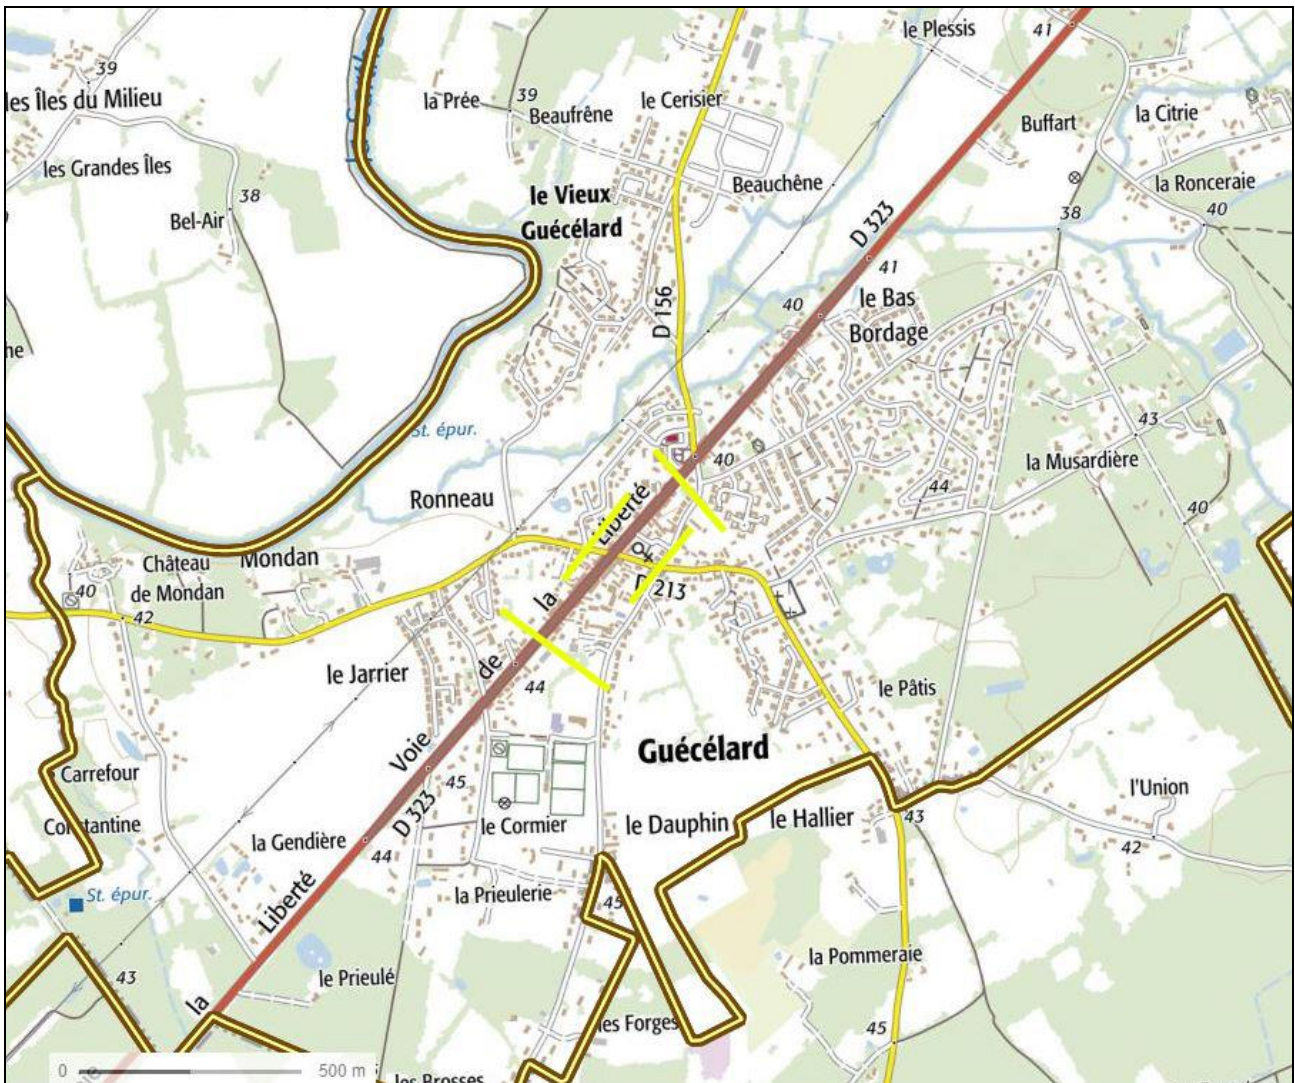 le Plessis
41
39
les Îles du Milieu
la Prée
39
Beaufrêne
le Cerisier
Buffart
la Citrie
les Grandes Îles
Beauchêne
la Ronceraie
38
Bel-Air
le Vieux
Guécélard
D 323
38
40
41
D 156
40
le Bas
Bordage
St. épur.
43
40
la Musardière
44
Ronneau
Liberté
40
Château
de Mondan
Mondan
40
42
D 213
la
le Jarrier
de
44
le Pâtis
Voie
Guécélard
45
Carrefour
Constantine
D 323
l'Union
la Gendière
44
le Cormier
le Dauphin
le Hallier
43
42
St. épur.
Liberté
la Prieulerie
45
43
le Prieulé
la Pommeraie
la
les Forges
45
0
500 m
les Brosses